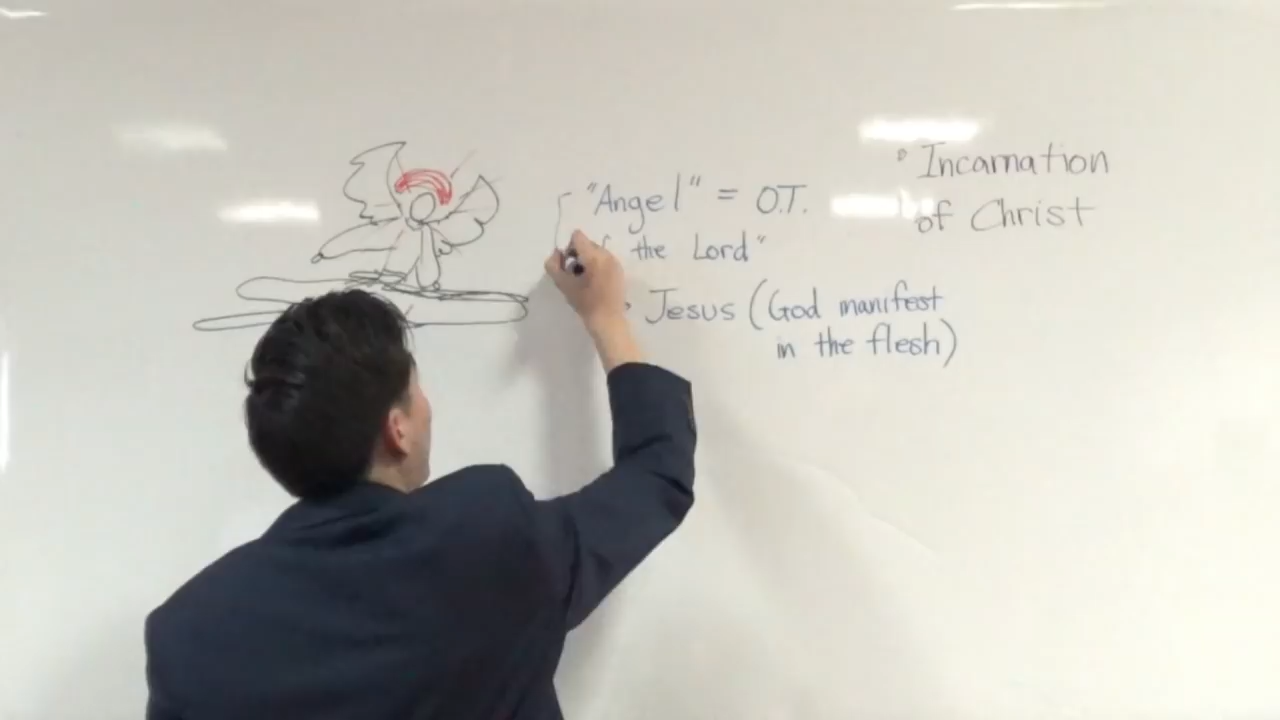 "Angel" = O.T.
the Lord"
Jesus (God manifest
in the flesh)
° Incarnation
of Christ